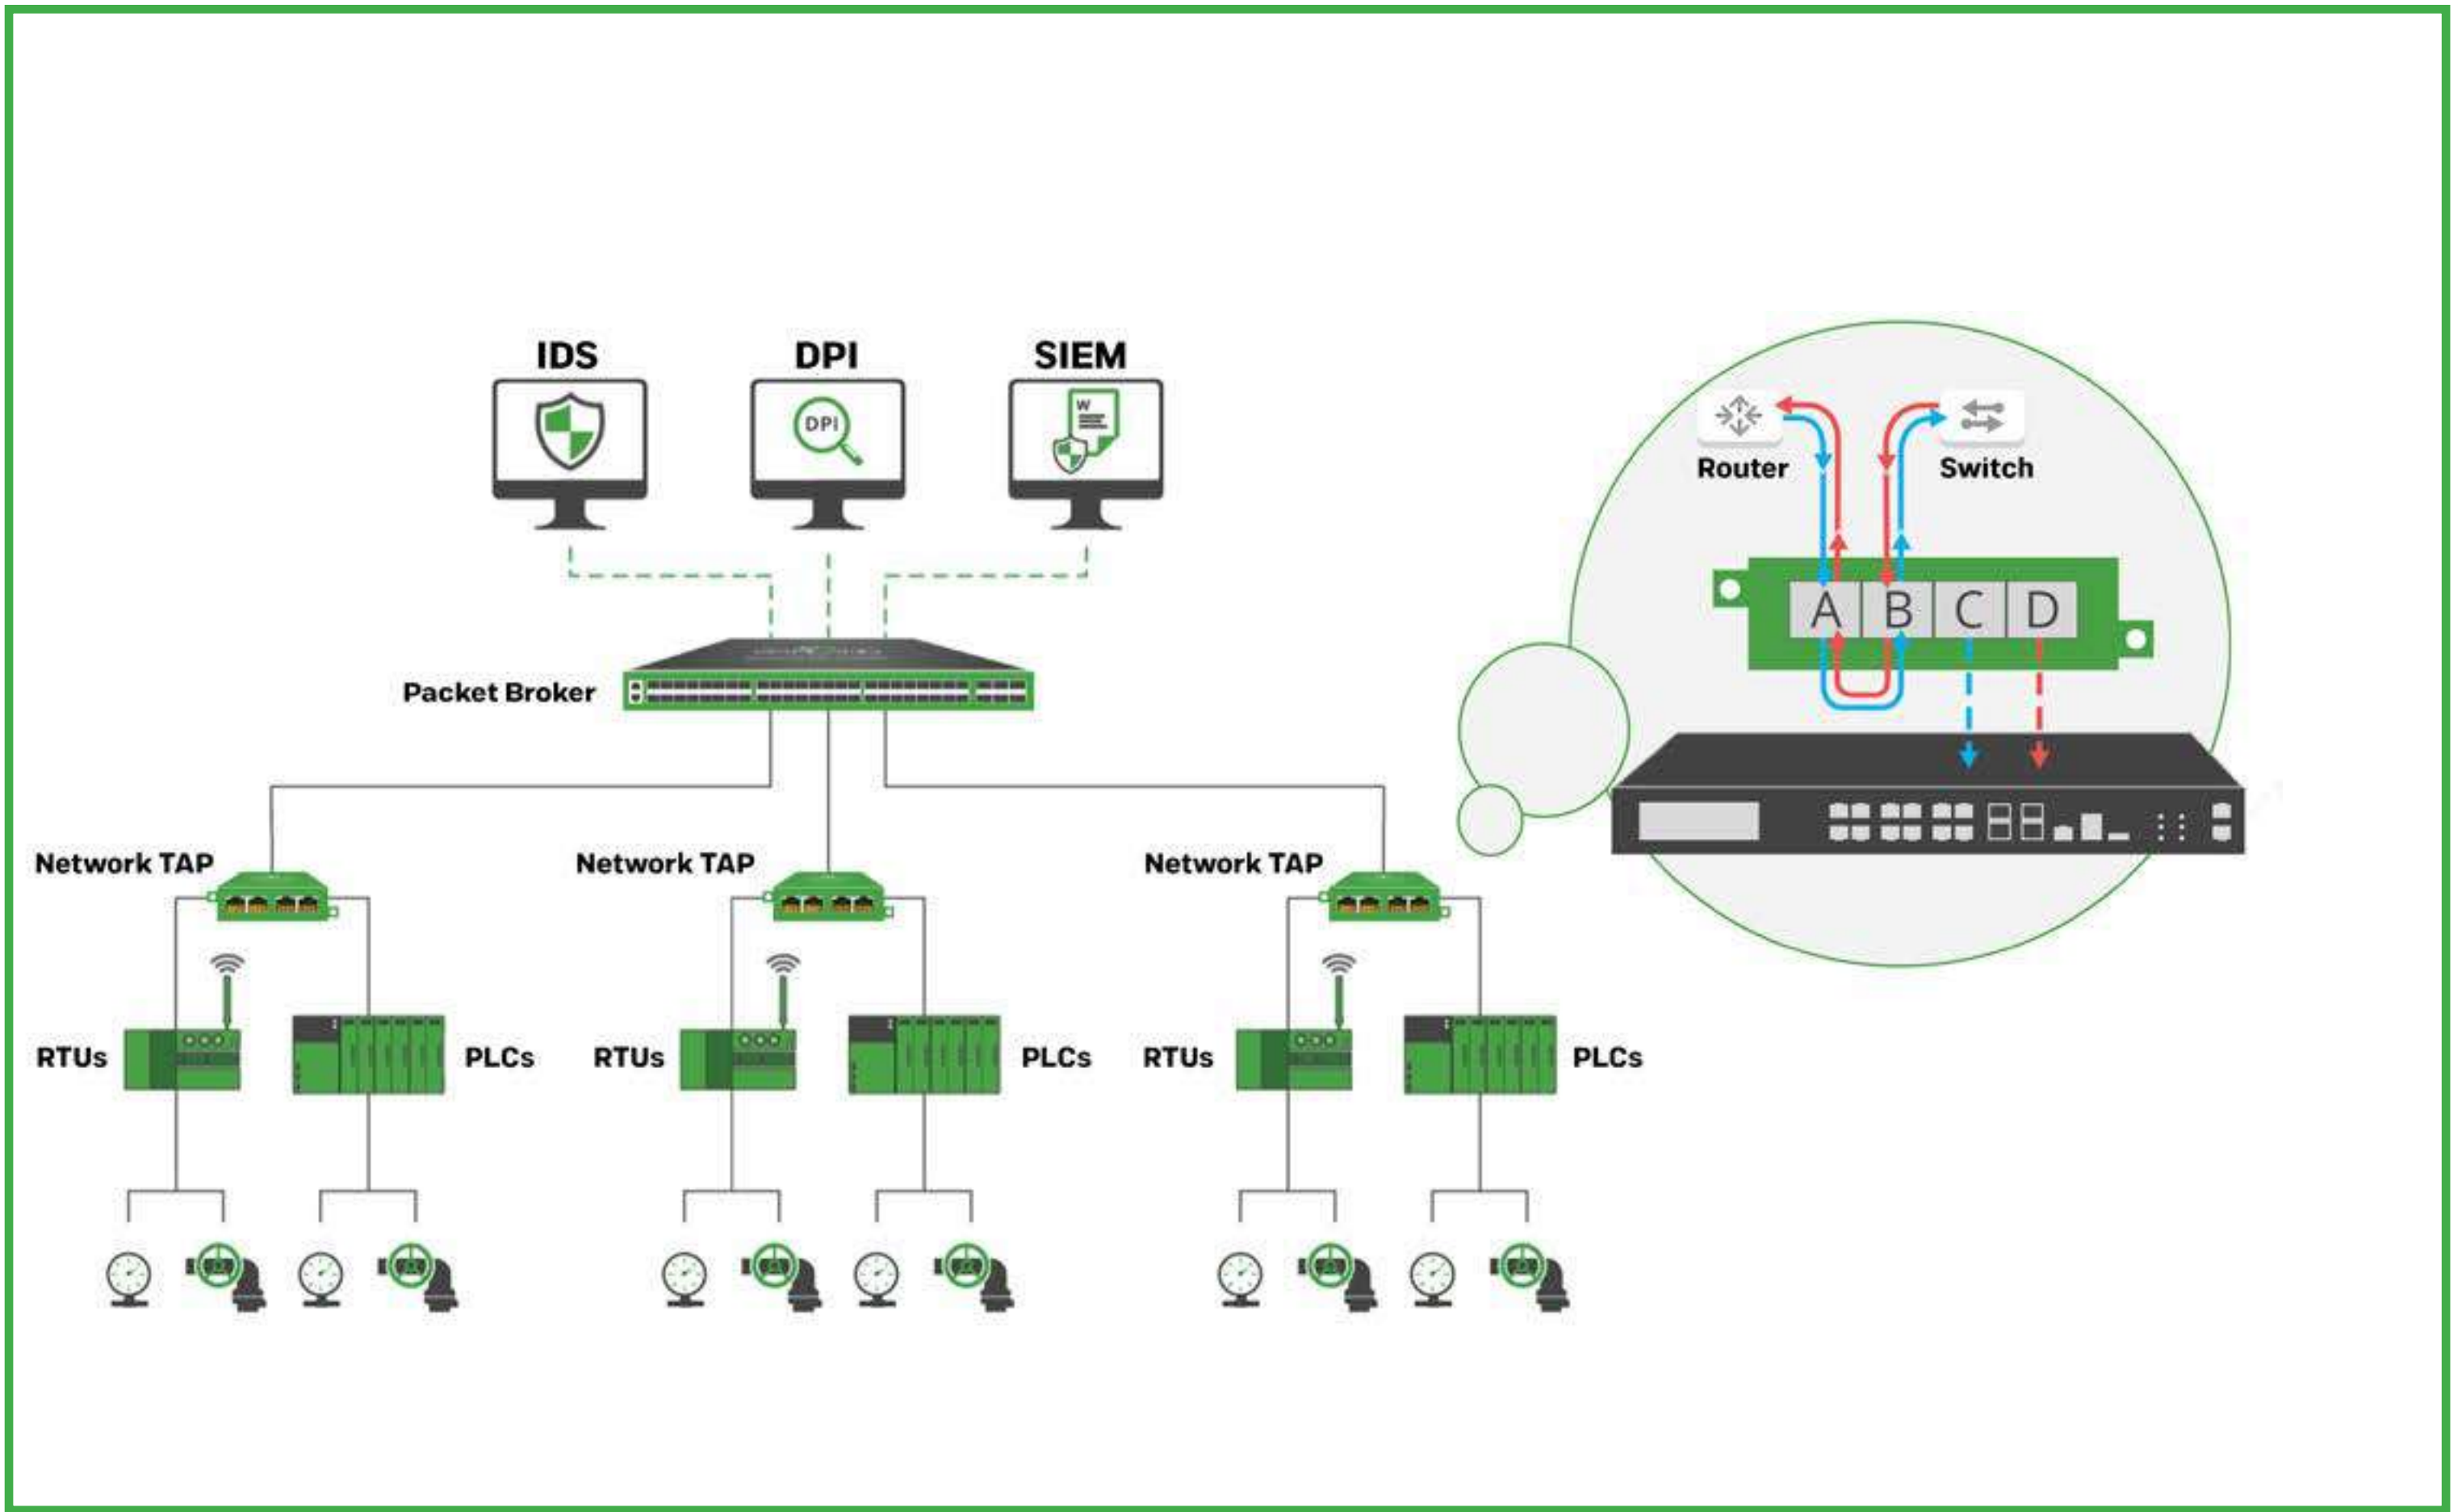 IDS
DPI
SIEM
DPI
W
Packet Broker
Network TAP
Network TAP
Network TAP
RTUs
PLCs
RTUs
PLCs
RTUs
PLCs
Router
Switch
A B C D